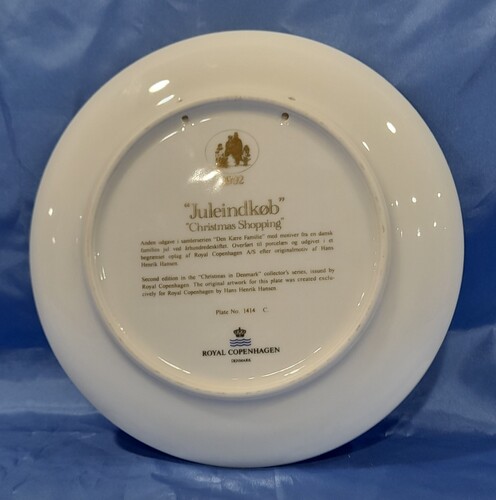 1992
"Juleindkøb"
"Christmas Shopping"
Anden udgave i samlerserien "Den Kære Familie" med motiver fra en dansk
families jul ved århundredeskiftet. Overført til porcelæn og udgivet i et
begrænset oplag af Royal Copenhagen A/S efter originalmotiv af Hans
Henrik Hansen.
Second edition in the "Christmas in Denmark" collector's series, issued by
Royal Copenhagen. The original artwork for this plate was created exclu-
sively for Royal Copenhagen by Hans Henrik Hansen.
Plate No. 1414 C
ROYAL COPENHAGEN
DENMARK